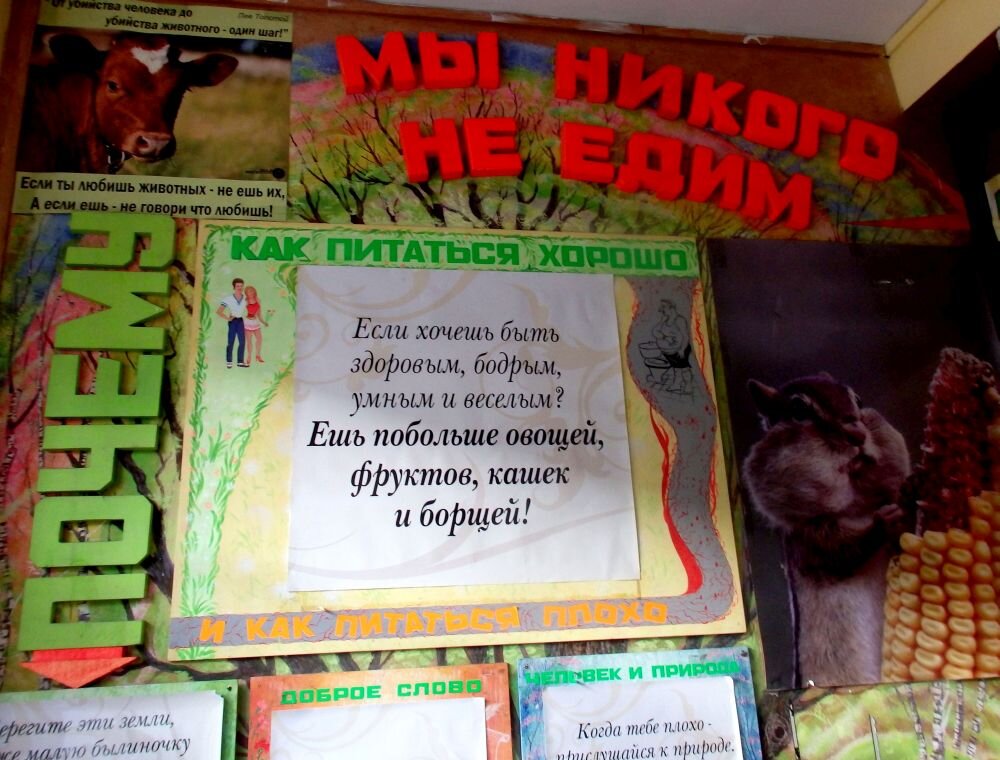 "От убийства человека до
убийства животного - один шаг!"
Лев Толстой
Если ты любишь животных - не ешь их,
А если ешь - не говори что любишь!
МЫ НИКОГО
НЕ ЕДИМ
ПОЧЕМУ
КАК ПИТАТЬСЯ ХОРОШО
Если хочешь быть
здоровым, бодрым,
умным и веселым?
Ешь побольше овощей,
фруктов, кашек
и борщей!
И КАК ПИТАТЬСЯ ПЛОХО
эти земли,
малую былиночку
ДОБРОЕ СЛОВО
ЧЕЛОВЕК И
Когда тебе плохо -
прислушайся к природе.